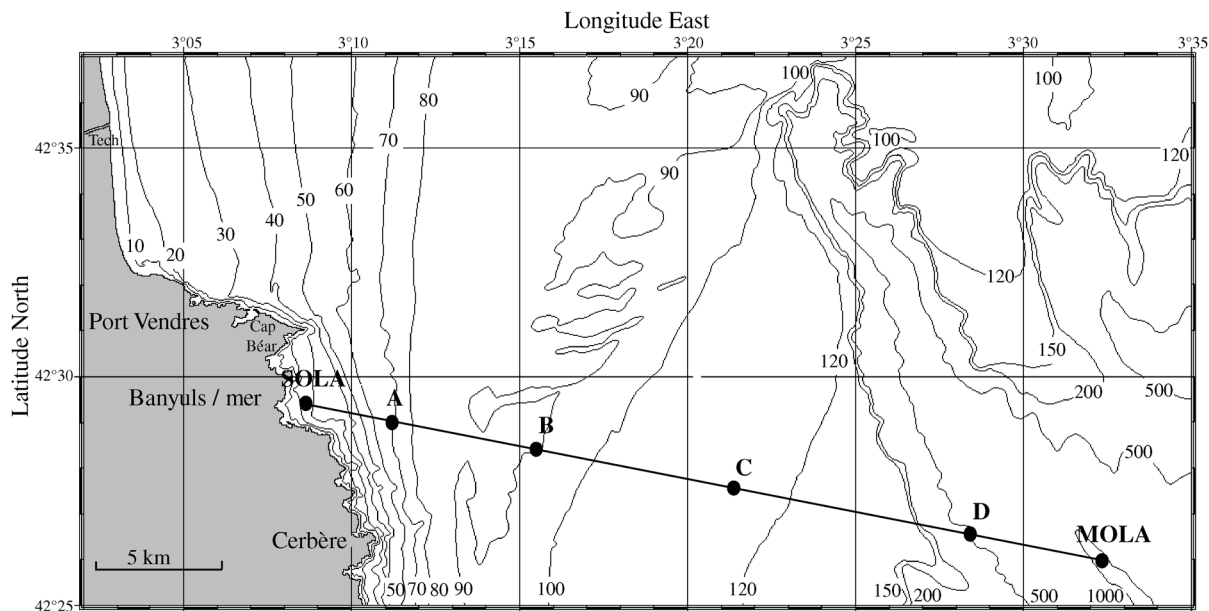 Longitude East
3°05 3°10 3°15 3°20 3°25 3°30 3°35
80
90
100
100
Tech
42°35
70
100
120
90
60
50
40
30
20
10
120
Port Vendres
Cap
Béar
150
120
Latitude North
42°30
SOLA
Banyuls / mer
A
B
200
500
500
C
D
MOLA
Cerbère
5 km
50 70 80 90 100 120 150 200 500 1000
42°25